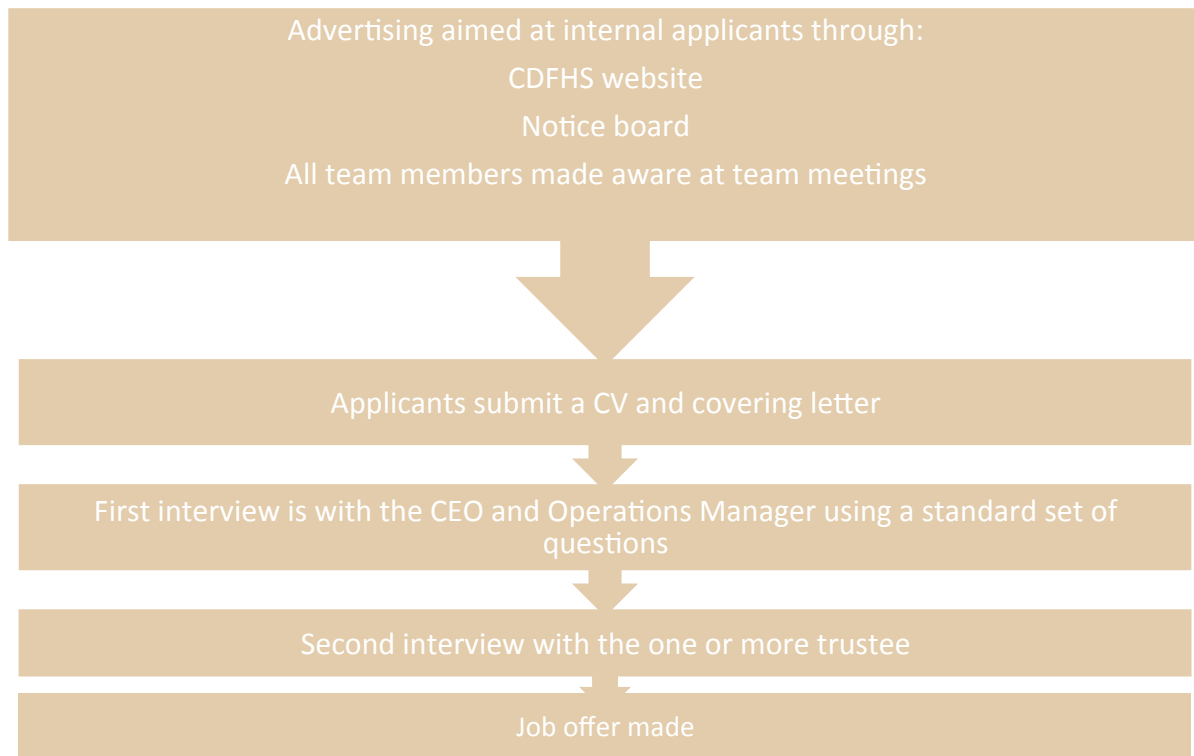 Advertising aimed at internal applicants through:
CDFHS website
Notice board
All team members made aware at team meetings
Applicants submit a CV and covering letter
First interview is with the CEO and Operations Manager using a standard set of
questions
Second interview with the one or more trustee
Job offer made